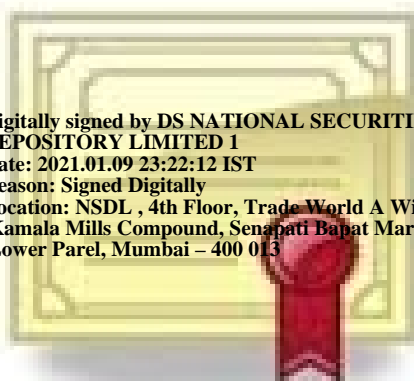 igitally signed by DS NATIONAL SECURITI
EPOSITORY LIMITED 1
ate: 2021.01.09 23:22:12 IST
eason: Signed Digitally
ocation: NSDL , 4th Floor, Trade World A Wi
Kamala Mills Compound, Senapati Bapat Mar
Lower Parel, Mumbai – 400 013